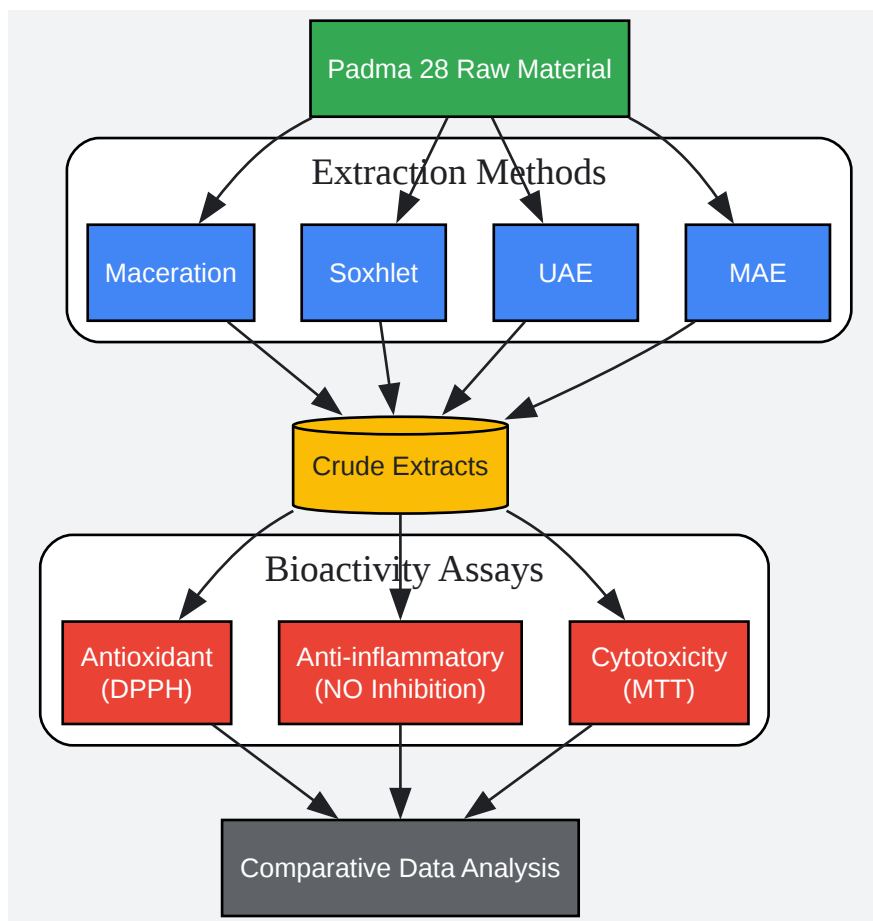 Padma 28 Raw Material
Extraction Methods
Maceration
Soxhlet
UAE
MAE
Crude Extracts
Bioactivity Assays
Antioxidant
(DPPH)
Anti-inflammatory
(NO Inhibition)
Cytotoxicity
(MTT)
Comparative Data Analysis